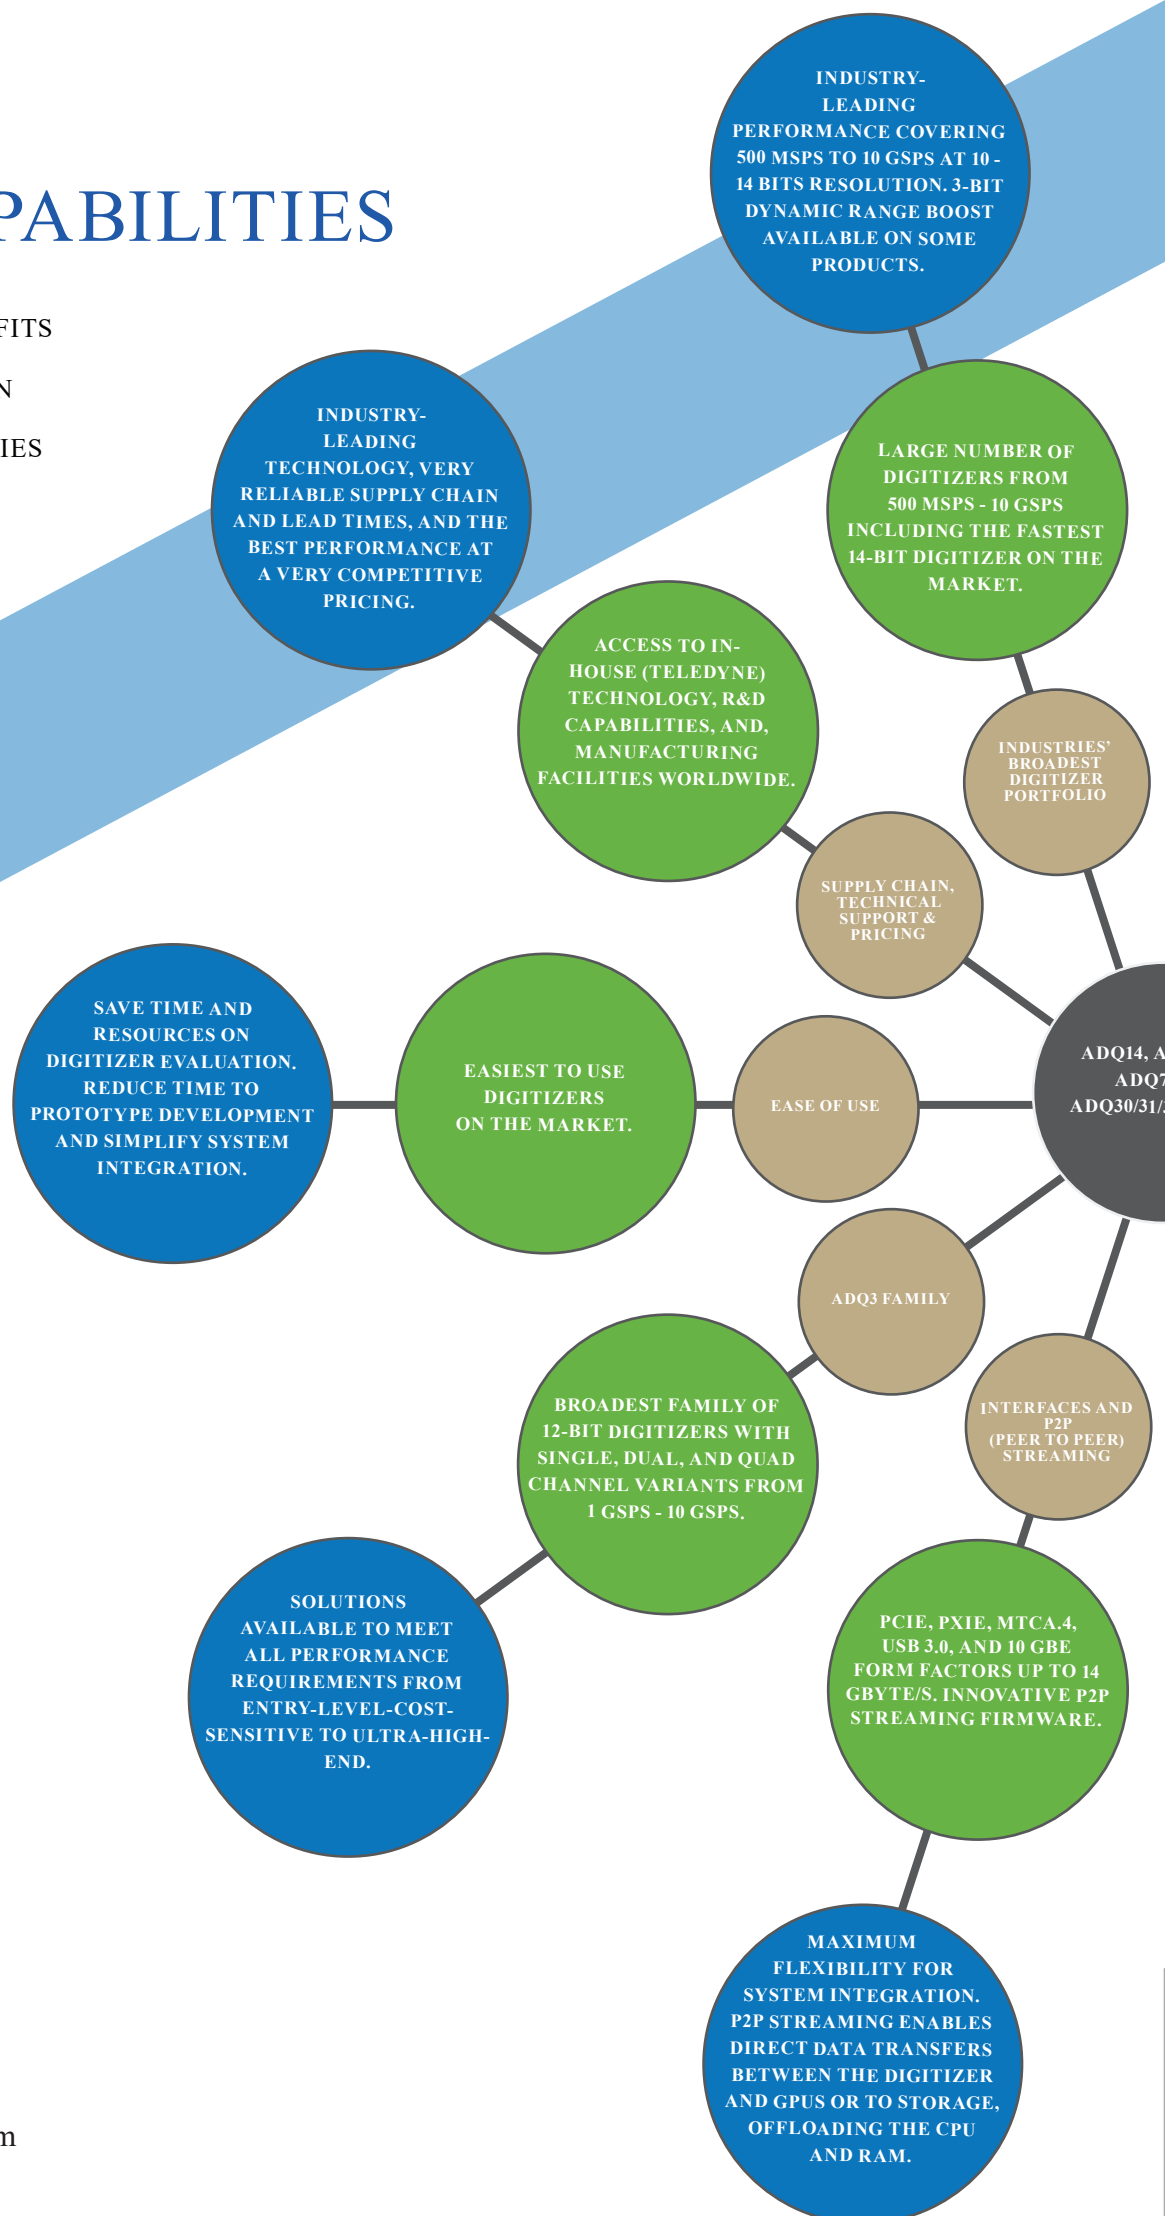 PABILITIES
FITS
N
IES
INDUSTRY-
LEADING
PERFORMANCE COVERING
500 MSPS TO 10 GSPS AT 10 -
14 BITS RESOLUTION. 3-BIT
DYNAMIC RANGE BOOST
AVAILABLE ON SOME
PRODUCTS.
INDUSTRY-
LEADING
TECHNOLOGY, VERY
RELIABLE SUPPLY CHAIN
AND LEAD TIMES, AND THE
BEST PERFORMANCE AT
A VERY COMPETITIVE
PRICING.
LARGE NUMBER OF
DIGITIZERS FROM
500 MSPS - 10 GSPS
INCLUDING THE FASTEST
14-BIT DIGITIZER ON THE
MARKET.
ACCESS TO IN-
HOUSE (TELEDYNE)
TECHNOLOGY, R&D
CAPABILITIES, AND,
MANUFACTURING
FACILITIES WORLDWIDE.
INDUSTRIES’
BROADEST
DIGITIZER
PORTFOLIO
SUPPLY CHAIN,
TECHNICAL
SUPPORT &
PRICING
SAVE TIME AND
RESOURCES ON
DIGITIZER EVALUATION.
REDUCE TIME TO
PROTOTYPE DEVELOPMENT
AND SIMPLIFY SYSTEM
INTEGRATION.
EASIEST TO USE
DIGITIZERS
ON THE MARKET.
EASE OF USE
ADQ14, A
ADQ7
ADQ30/31/
ADQ3 FAMILY
BROADEST FAMILY OF
12-BIT DIGITIZERS WITH
SINGLE, DUAL, AND QUAD
CHANNEL VARIANTS FROM
1 GSPS - 10 GSPS.
INTERFACES AND
P2P
(PEER TO PEER)
STREAMING
SOLUTIONS
AVAILABLE TO MEET
ALL PERFORMANCE
REQUIREMENTS FROM
ENTRY-LEVEL-COST-
SENSITIVE TO ULTRA-HIGH-
END.
PCIE, PXIE, MTCA.4,
USB 3.0, AND 10 GBE
FORM FACTORS UP TO 14
GBYTE/S. INNOVATIVE P2P
STREAMING FIRMWARE.
MAXIMUM
FLEXIBILITY FOR
SYSTEM INTEGRATION.
P2P STREAMING ENABLES
DIRECT DATA TRANSFERS
BETWEEN THE DIGITIZER
AND GPUS OR TO STORAGE,
OFFLOADING THE CPU
AND RAM.
m